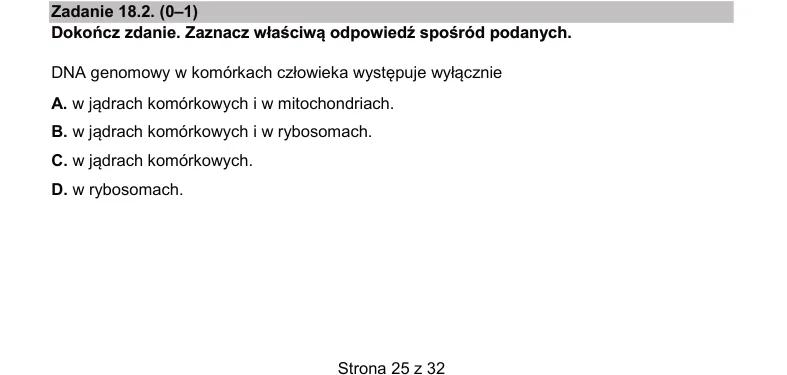 Zadanie 18.2. (0–1)
Dokończ zdanie. Zaznacz właściwą odpowiedź spośród podanych.
DNA genomowy w komórkach człowieka występuje wyłącznie
A. w jądrach komórkowych i w mitochondriach.
B. w jądrach komórkowych i w rybosomach.
C. w jądrach komórkowych.
D. w rybosomach.
Strona 25 z 32